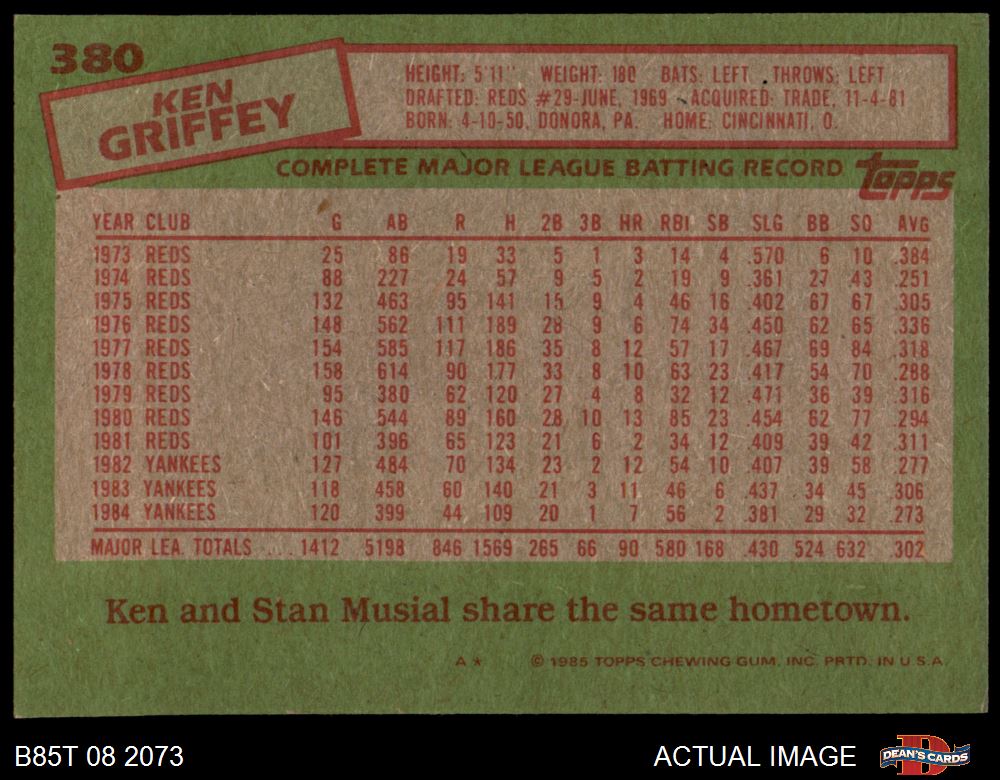 380
KEN
GRIFFEY
HEIGHT: 5'11" WEIGHT: 180 BATS: LEFT THROWS: LEFT
DRAFTED: REDS #29-JUNE, 1969 - ACQUIRED: TRADE, 11-4-81
BORN: 4-10-50, DONORA, PA. HOME: CINCINNATI, O.
COMPLETE MAJOR LEAGUE BATTING RECORD topps
YEAR CLUB G AB R H 2B 3B HR RBI SB SLG BB SO AVG
1973 REDS 25 86 19 33 5 1 3 14 4 .570 6 10 .384
1974 REDS 88 227 24 57 9 5 2 19 9 .361 27 43 .251
1975 REDS 132 463 95 141 15 9 4 46 16 .402 67 67 .305
1976 REDS 148 562 111 189 28 9 6 74 34 .450 62 65 .336
1977 REDS 154 585 117 186 35 8 12 57 17 .467 69 84 .318
1978 REDS 158 614 90 177 33 8 10 63 23 .417 54 70 .288
1979 REDS 95 380 62 120 27 4 8 32 12 .471 36 39 .316
1980 REDS 146 544 89 160 28 10 13 85 23 .454 62 77 .294
1981 REDS 101 396 65 123 21 6 2 34 12 .409 39 42 .311
1982 YANKEES 127 484 70 134 23 2 12 54 10 .407 39 58 .277
1983 YANKEES 118 458 60 140 21 3 11 46 6 .437 34 45 .306
1984 YANKEES 120 399 44 109 20 1 7 56 2 .381 29 32 .273
MAJOR LEA. TOTALS .... 1412 5198 846 1569 265 66 90 580 168 .430 524 632 .302
Ken and Stan Musial share the same hometown.
A * © 1985 TOPPS CHEWING GUM, INC. PRTD. IN U.S.A.
B85T 08 2073 ACTUAL IMAGE DEAN'S CARDS